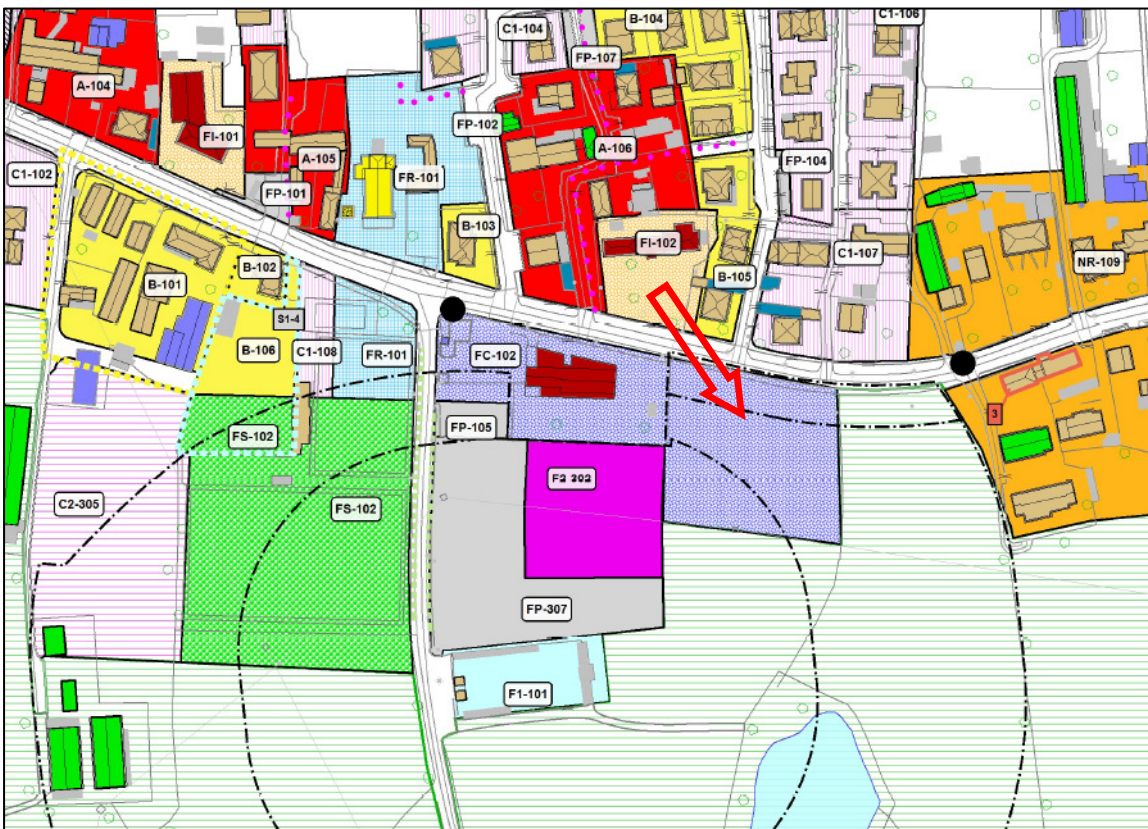 C1-104
B-104
C1-106
FP-107
A-104
FP-102
FI-101
A-106
A-105
FR-101
FP-104
C1-102
FP-101
B-103
FI-102
C1-107
NR-109
B-102
B-105
B-101
S1-4
B-106
C1-108
FR-101
FC-102
3
FP-105
FS-102
F2-302
C2-305
FS-102
FP-307
F1-101